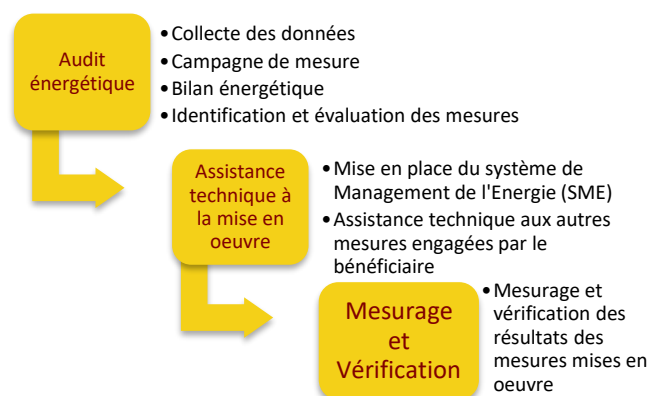 Audit
énergétique
•Collecte des données
•Campagne de mesure
•Bilan énergétique
•Identification et évaluation des mesures
Assistance
technique à
la mise en
oeuvre
•Mise en place du système de
Management de l'Energie (SME)
•Assistance technique aux autres
mesures engagées par le
bénéficiaire
Mesurage
et
Vérification
•Mesurage et
vérification des
résultats des
mesures mises en
oeuvre